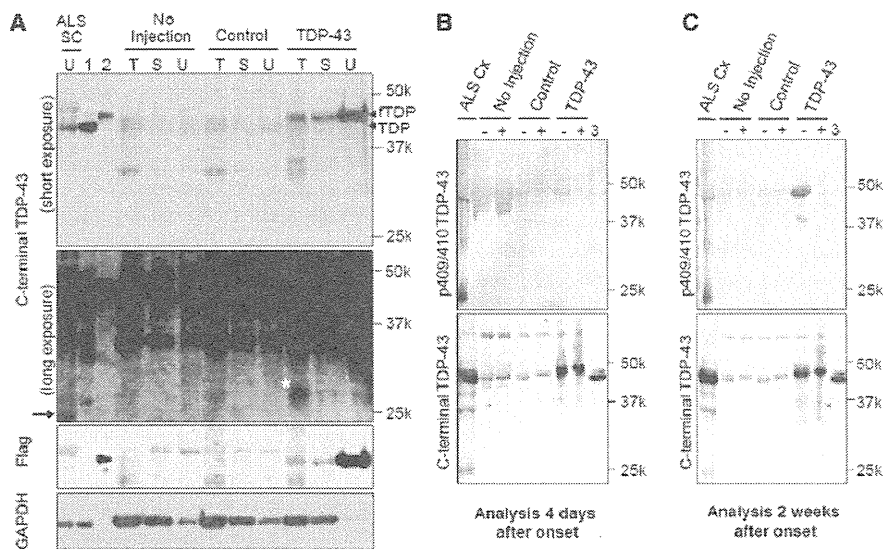 A
ALS SC
No Injection
Control
TDP-43
U 1 2 T S U T S U T S U
C-terminal TDP-43
(short exposure)
50k
fTDP
TDP
37k
25k
(long exposure)
50k
37k
25k
*
Flag
GAPDH
B
ALS Cx
No Injection
Control
TDP-43
- + - + - + 3
p409/410 TDP-43
50k
37k
25k
C-terminal TDP-43
50k
37k
25k
Analysis 4 days
after onset
C
ALS Cx
No Injection
Control
TDP-43
- + - + - + 3
p409/410 TDP-43
50k
37k
25k
C-terminal TDP-43
50k
37k
25k
Analysis 2 weeks
after onset